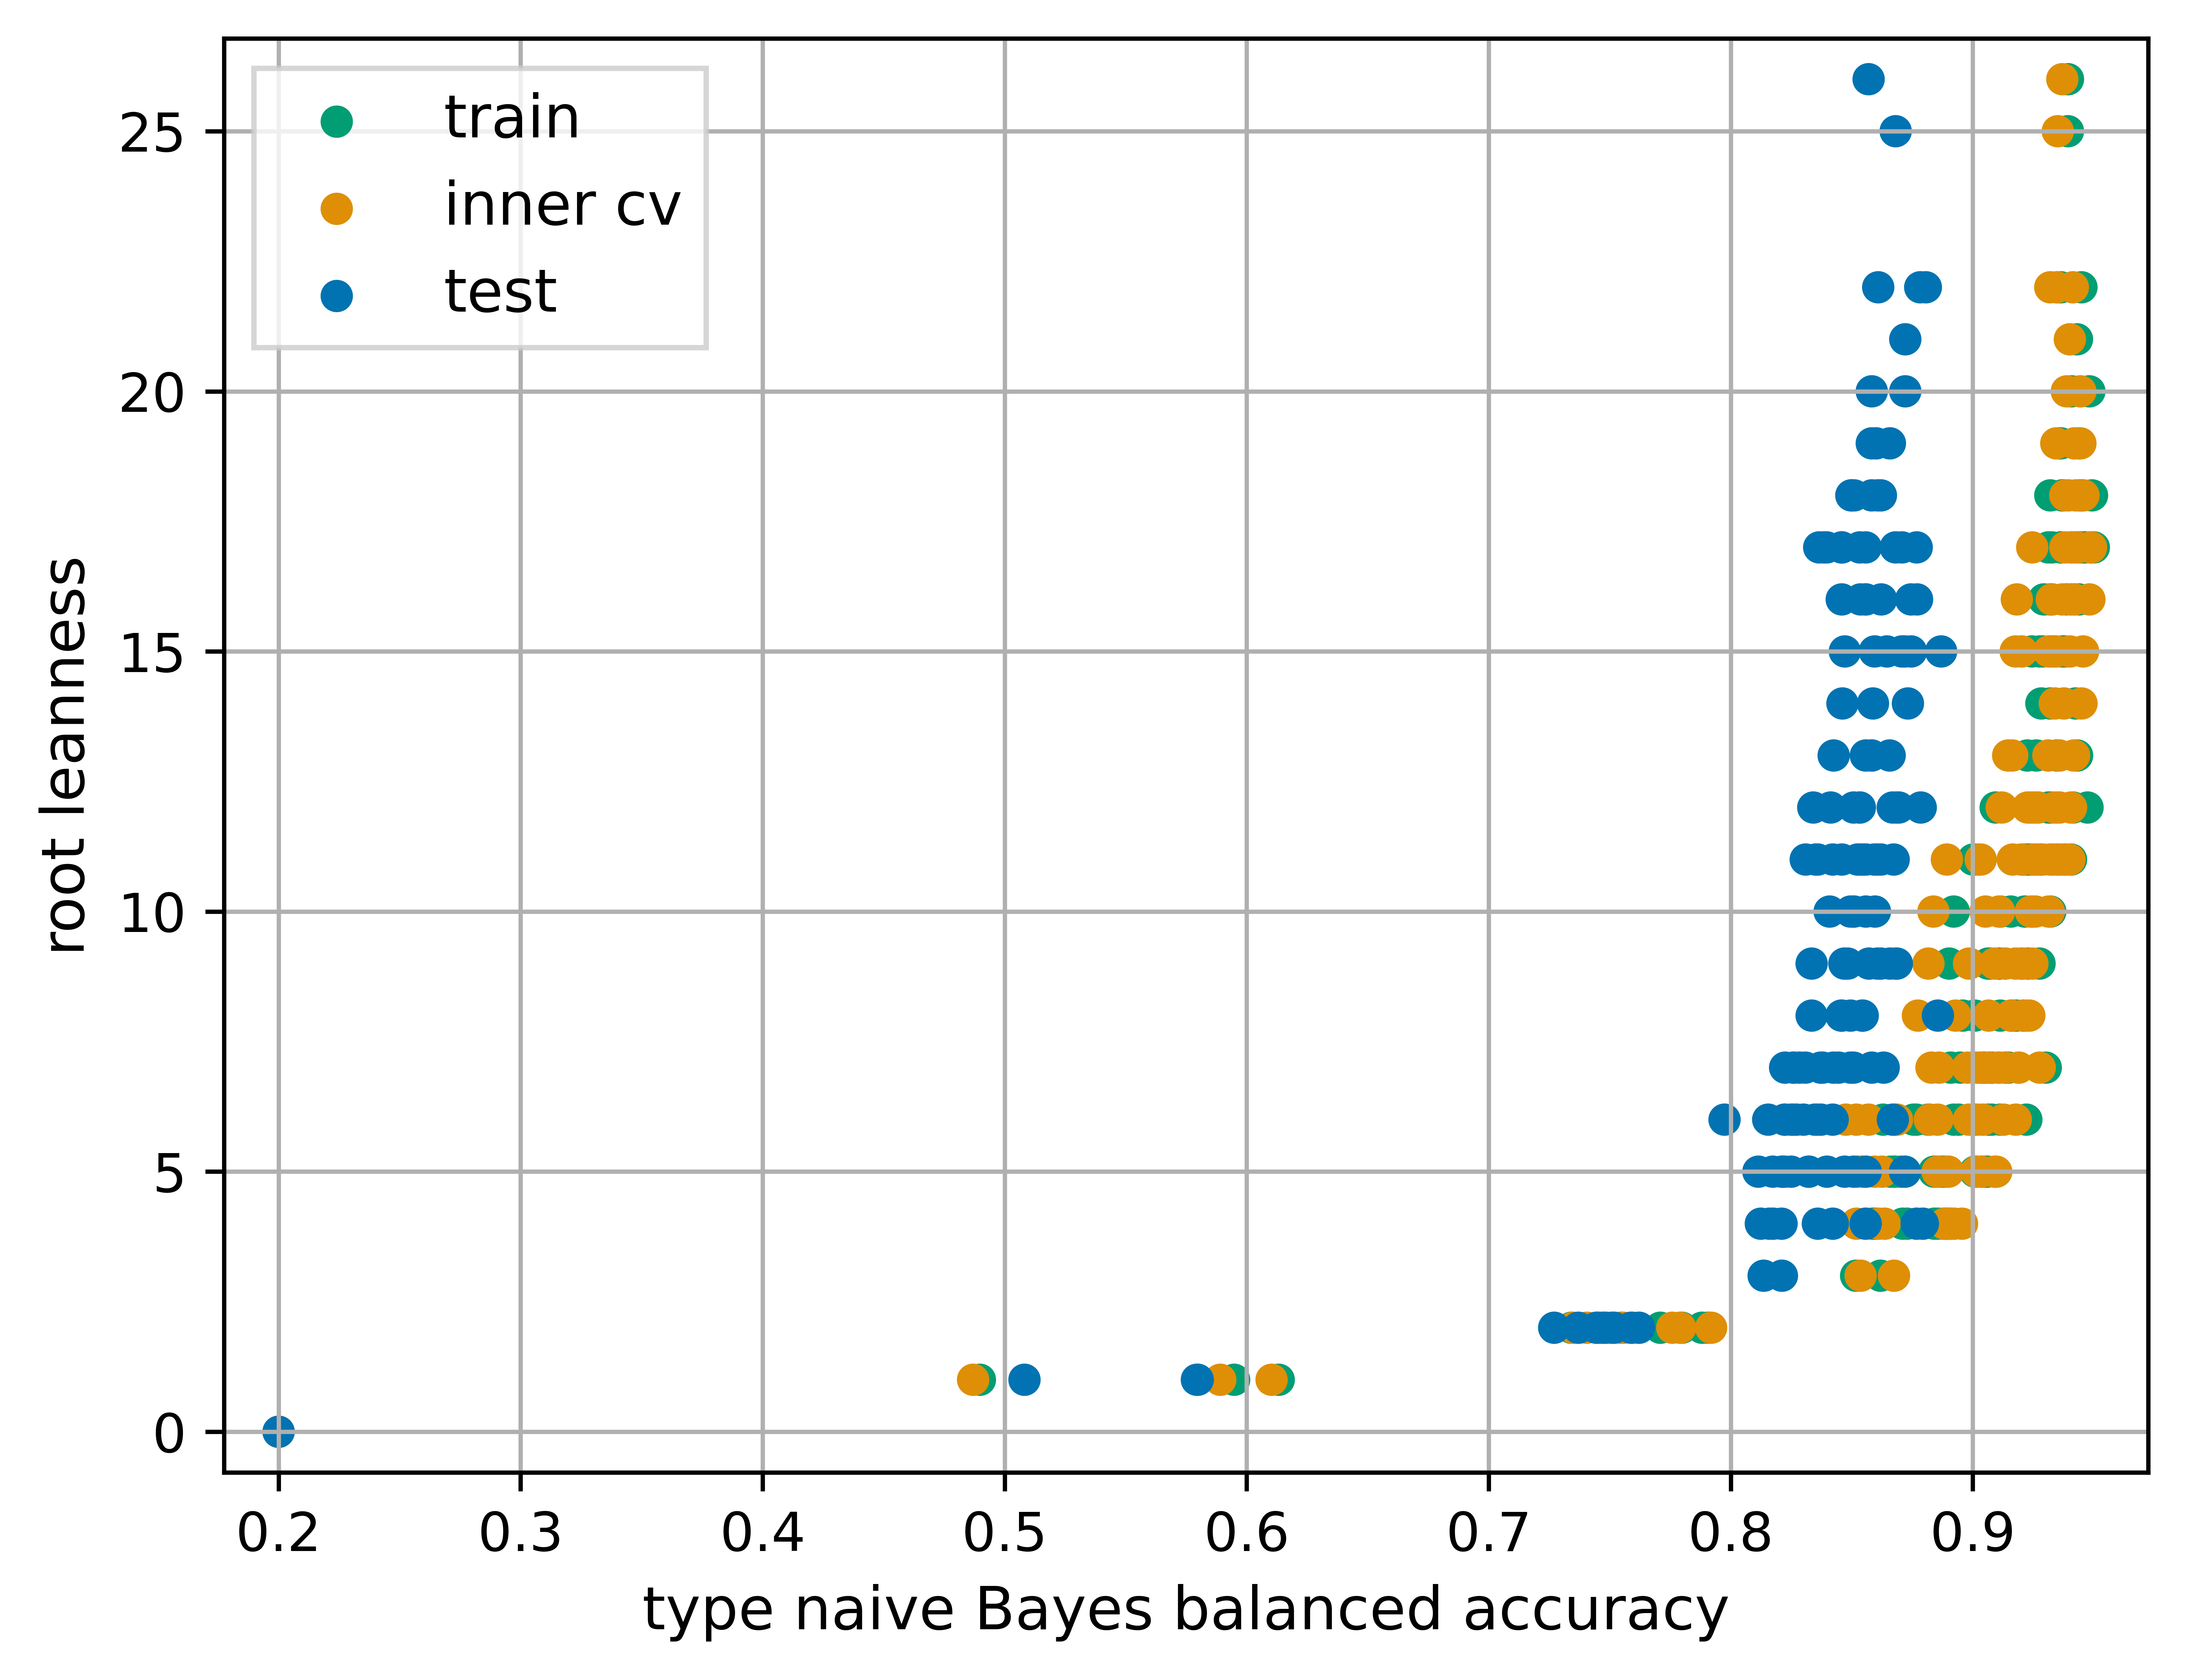 train
inner cv
test
25
20
15
10
5
0
root leanness
0.2 0.3 0.4 0.5 0.6 0.7 0.8 0.9
type naive Bayes balanced accuracy